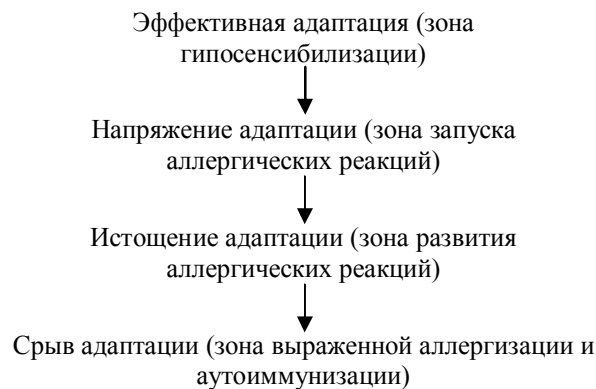 Эффективная адаптация (зона
гипосенсибилизации)
Напряжение адаптации (зона запуска
аллергических реакций)
Истощение адаптации (зона развития
аллергических реакций)
Срыв адаптации (зона выраженной аллергизации и
аутоиммунизации)